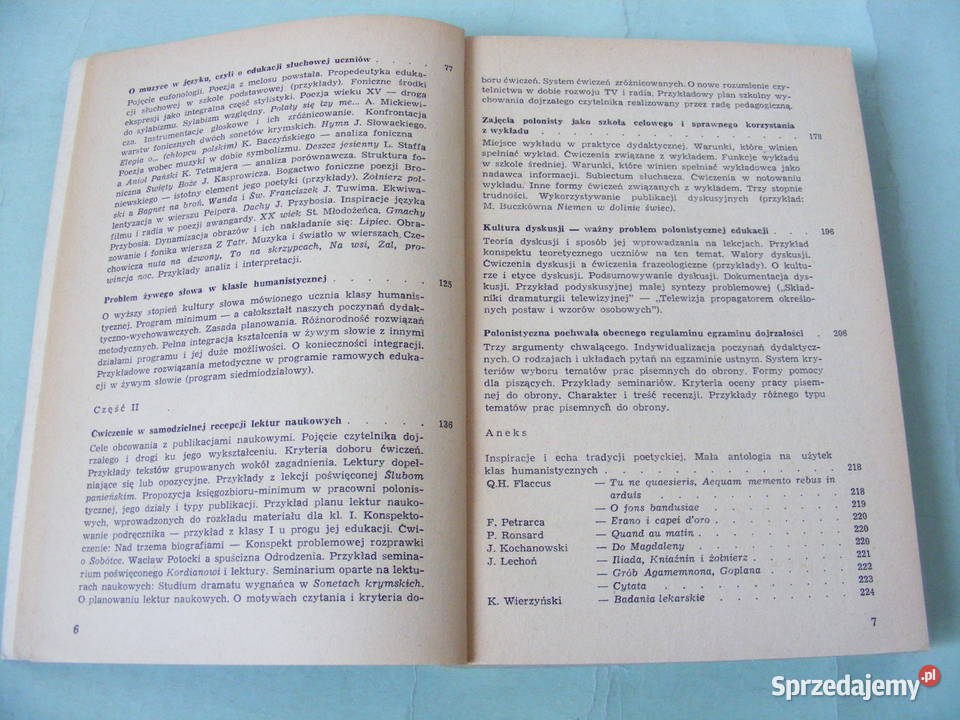 O muzyce w języku, czyli o edukacji słuchowej uczniów . . . . 77
Pojęcie eufonologii. Poezja z melosu powstała. Propedeutyka eduka-
cji słuchowej w szkole podstawowej (przykłady). Foniczne środki
ekspresji jako integralna część stylistyki. Poezja wieku XV — droga
do sylabizmu. Sylabizm względny. Polały się łzy me... A. Mickiewi-
cza. Instrumentacje głoskowe i ich zróżnicowanie. Konfrontacja
warstw fonicznych dwóch sonetów krymskich. Hymn J. Słowackiego.
Elegia o... (chłopcu polskim) K. Baczyńskiego — analiza foniczna
Poezja wobec muzyki w dobie symbolizmu. Deszcz jesienny L. Staffa
a Anioł Pański K. Tetmajera — analiza porównawcza. Struktura fo-
niczna Święty Boże J. Kasprowicza. Bogactwo foniczne poezji Bro-
niewskiego — istotny element jego poetyki (przykłady). Żołnierz pol-
ski a Bagnet na broń. Wanda i Św. Franciszek J. Tuwima. Ekwiwa-
lentyzacja w wierszu Peipera. Dachy J. Przybosia. Inspiracje języka
filmu i radia w poezji awangardy. XX wiek St. Młodożeńca. Gmachy
Przybosia. Dynamizacja obrazów i ich nakładanie się: Lipiec. Obra-
zowanie i fonika wiersza Z Tatr. Muzyka i światło w wierszach Cze-
chowicza nuta na dzwony, To na skrzypcach, Na wsi, Żal, pro-
wincja noc. Przykłady analiz i interpretacji.
Problem żywego słowa w klasie humanistycznej . . . . . 125
O wyższy stopień kultury słowa mówionego ucznia klasy humanis-
tycznej. Program minimum — a całokształt naszych poczynań dydak-
tyczno-wychowawczych. Zasada planowania. Różnorodność rozwiązań
metodycznych. Pełna integracja kształcenia w żywym słowie z innymi
działami programu i jej duże możliwości. O konieczności integracji.
Przykładowe rozwiązania metodyczne w programie ramowym eduka-
cji w żywym słowie (program siedmiodziałowy).
Część II
Ćwiczenie w samodzielnej recepcji lektur naukowych . . . . . 136
Cele obcowania z publikacjami naukowymi. Pojęcie czytelnika doj-
rzałego i drogi ku jego wykształceniu. Kryteria doboru ćwiczeń.
Przykłady tekstów grupowanych wokół zagadnienia. Lektury dopeł-
niające się lub opozycyjne. Przykłady z lekcji poświęconej Ślubom
panieńskim. Propozycja księgozbioru-minimum w pracowni polonis-
tycznej, jego działy i typy publikacji. Przykład planu lektur nauko-
wych, wprowadzonych do rozkładu materiału dla kl. I. Konspekto-
wanie podręcznika — przykład z klasy I u progu jej edukacji. Ćwi-
czenie: Nad trzema biografiami — Konspekt problemowej rozprawki
o Sobótce. Wacław Potocki a spuścizna Odrodzenia. Przykład semina-
rium poświęconego Kordianowi i lektury. Seminarium oparte na lektu-
rach naukowych: Studium dramatu wygnańca w Sonetach krymskich.
O planowaniu lektur naukowych. O motywach czytania i kryteria do-
6
boru ćwiczeń. System ćwiczeń zróżnicowanych. O nowe rozumienie czy-
telnictwa w dobie rozwoju TV i radia. Przykładowy plan szkolny wy-
chowania dojrzałego czytelnika realizowany przez radę pedagogiczną.
Zajęcia polonisty jako szkoła celowego i sprawnego korzystania
z wykładu . . . . . . . . . . . . . 178
Miejsce wykładu w praktyce dydaktycznej. Warunki, które winien
spełniać wykład. Ćwiczenia związane z wykładem. Funkcje wykładu
w szkole średniej. Warunki, które winien spełniać wykładowca jako
nadawca informacji. Subiectum słuchacza. Ćwiczenia w notowaniu
wykładu. Inne formy ćwiczeń związanych z wykładem. Trzy stopnie
trudności. Wykorzystywanie publikacji dyskusyjnych (przykład:
M. Buczkówna Niemen w dolinie świec).
Kultura dyskusji — ważny problem polonistycznej edukacji . . 196
Teoria dyskusji i sposób jej wprowadzania na lekcjach. Przykład
konspektu teoretycznego uczniów na ten temat. Walory dyskusji.
Ćwiczenia dyskusji a ćwiczenia frazeologiczne (przykłady). O kultu-
rze i etyce dyskusji. Podsumowywanie dyskusji. Dokumentacja dys-
kusji. Przykład podyskusyjnej małej syntezy problemowej („Skład-
niki dramaturgii telewizyjnej” — „Telewizja propagatorem określo-
nych postaw i wzorów osobowych”).
Polonistyczna pochwała obecnego regulaminu egzaminu dojrzałości . 206
Trzy argumenty chwalącego. Indywidualizacja poczynań dydaktycz-
nych. O rodzajach i układach pytań na egzaminie ustnym. System kry-
teriów wyboru tematów prac pisemnych do obrony. Formy pomocy
dla piszących. Przykłady seminariów. Kryteria oceny pracy pisem-
nej do obrony. Charakter i treść recenzji. Przykłady różnego typu
tematów prac pisemnych do obrony.
Aneks
Inspiracje i echa tradycji poetyckiej. Mała antologia na użytek
klas humanistycznych . . . . . . . . . . . 218
Q.H. Flaccus — Tu ne quaesieris, Aequam memento rebus in
arduis . . . . . . . . 218
— O fons bandusiae . . . . . . 219
F. Petrarca — Erano i capei d'oro . . . . . . 220
P. Ronsard — Quand au matin . . . . . . 220
J. Kochanowski — Do Magdaleny . . . . . . 220
J. Lechoń — Iliada, Kniaźnin i żołnierz . . . . 221
— Grób Agamemnona, Goplana . . . . 222
— Cytata . . . . . . . . 223
K. Wierzyński — Badania lekarskie . . . . . . 224
7
Sprzedajemy.pl